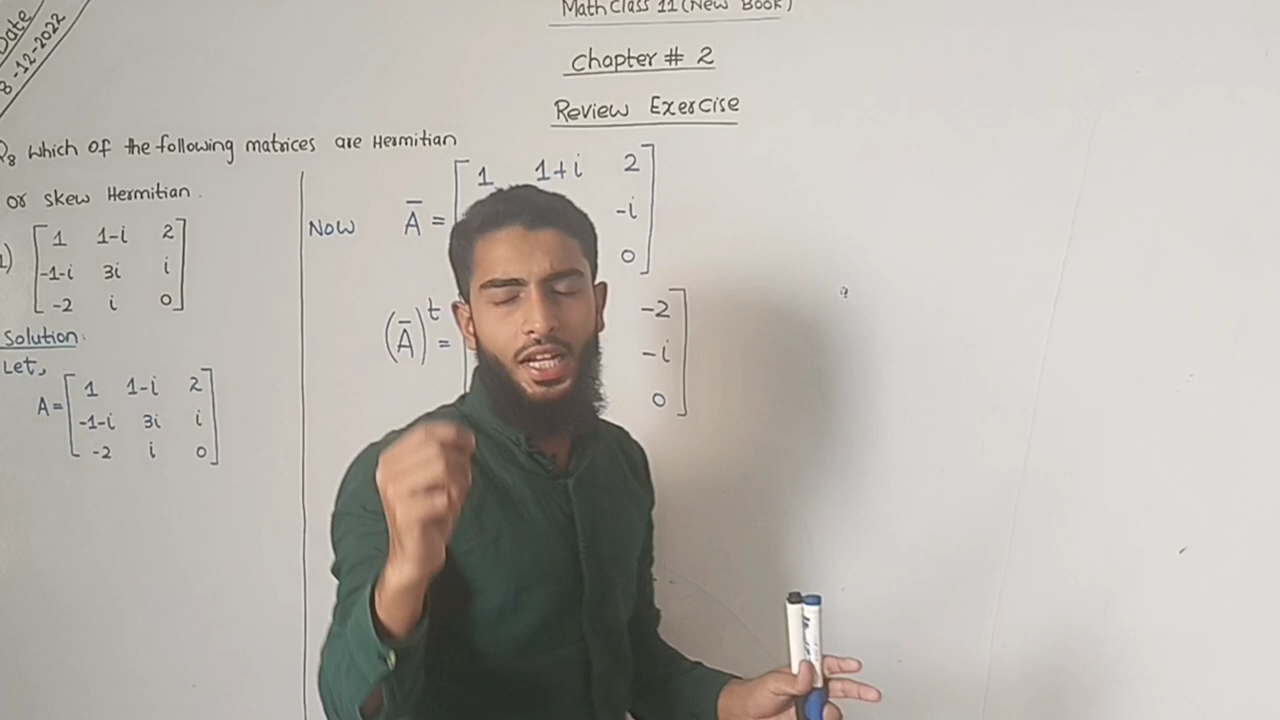 Date
8-12-2022
Math Class 11 (New Book)
Chapter # 2
Review Exercise
Q8 Which of the following matrices are Hermitian
or skew Hermitian.
1) [1 1-i 2
-1-i 3i i
-2 i 0]
Solution:
Let,
A = [1 1-i 2
-1-i 3i i
-2 i 0]
Now A̅ = [1 1+i 2]
-i
0
(A̅)^t = [ -2]
-i
0